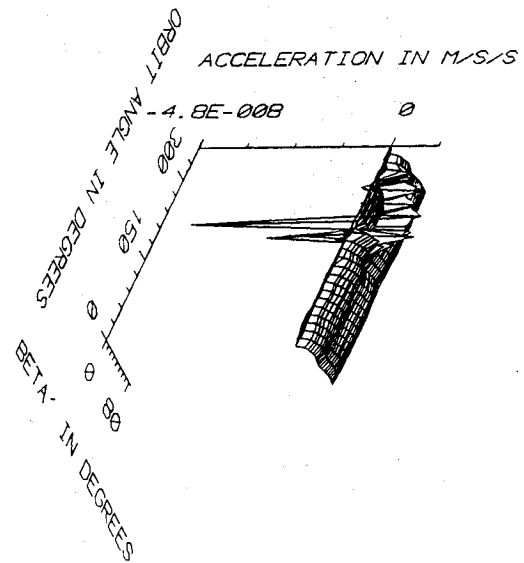 ACCELERATION IN M/S/S
-4.8E-008 0
ORBIT ANGLE IN DEGREES
300
150
0
0
80
BETA- IN DEGREES